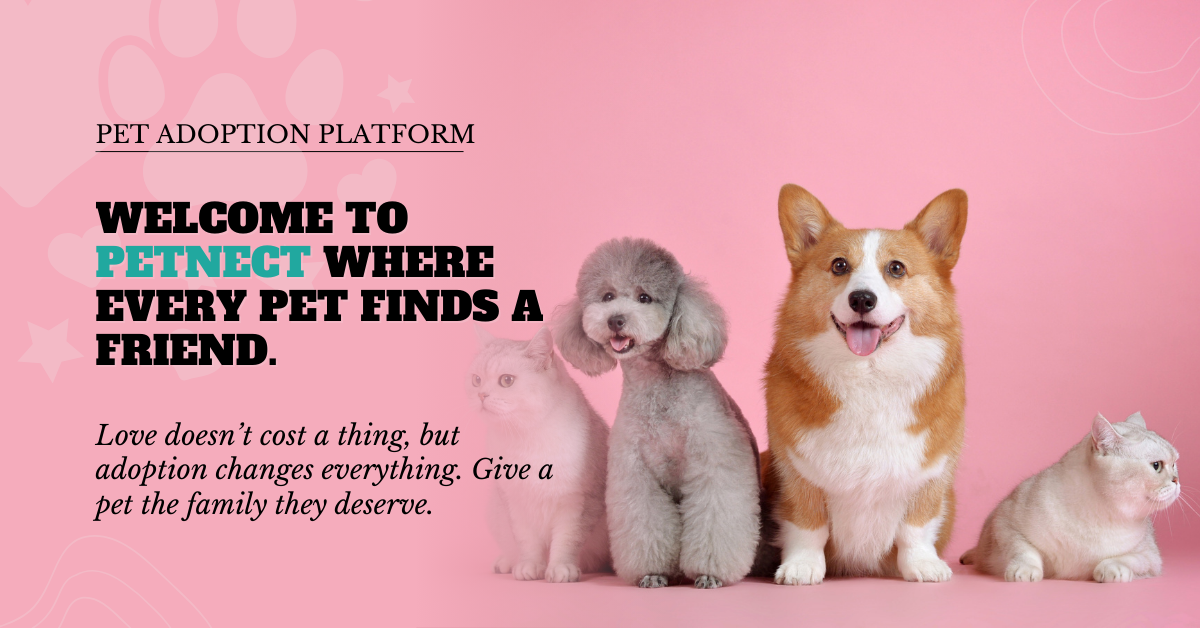 PET ADOPTION PLATFORM
WELCOME TO
PETNECT WHERE
EVERY PET FINDS A
FRIEND.
Love doesn’t cost a thing, but
adoption changes everything. Give a
pet the family they deserve.